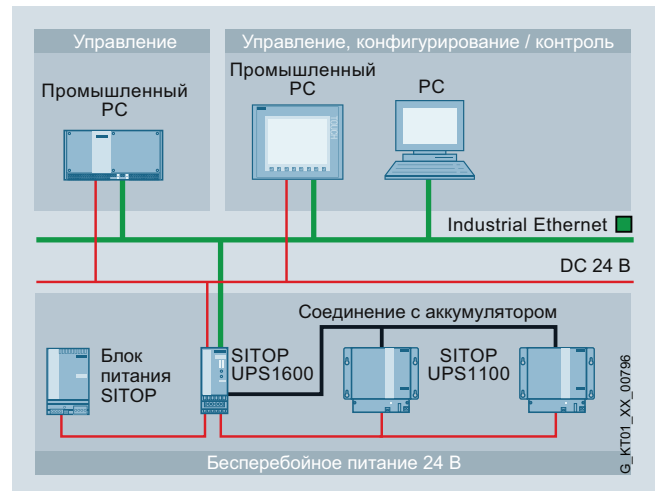 Управление
Управление, конфигурирование / контроль
Промышленный
PC
Промышленный
PC
PC
TOUCH
Industrial Ethernet
DC 24 В
Соединение с аккумулятором
Блок
питания
SITOP
SITOP
UPS1600
SITOP
UPS1100
Бесперебойное питание 24 В
G_KT01_XX_00796